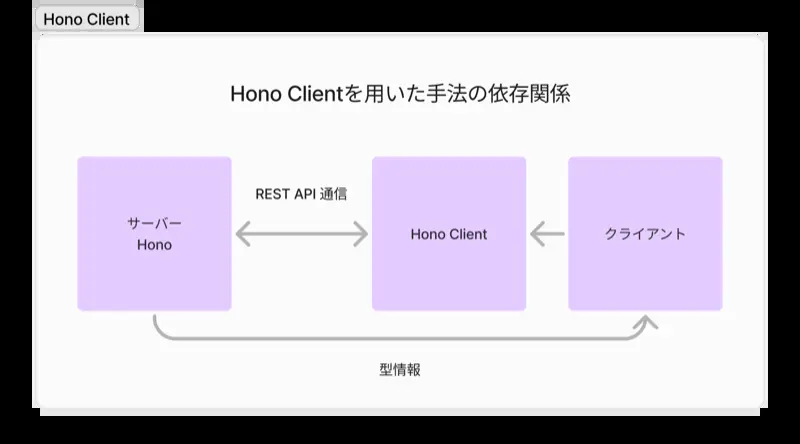 Hono Client
Hono Clientを用いた手法の依存関係
REST API 通信
サーバー
Hono
Hono Client
クライアント
型情報